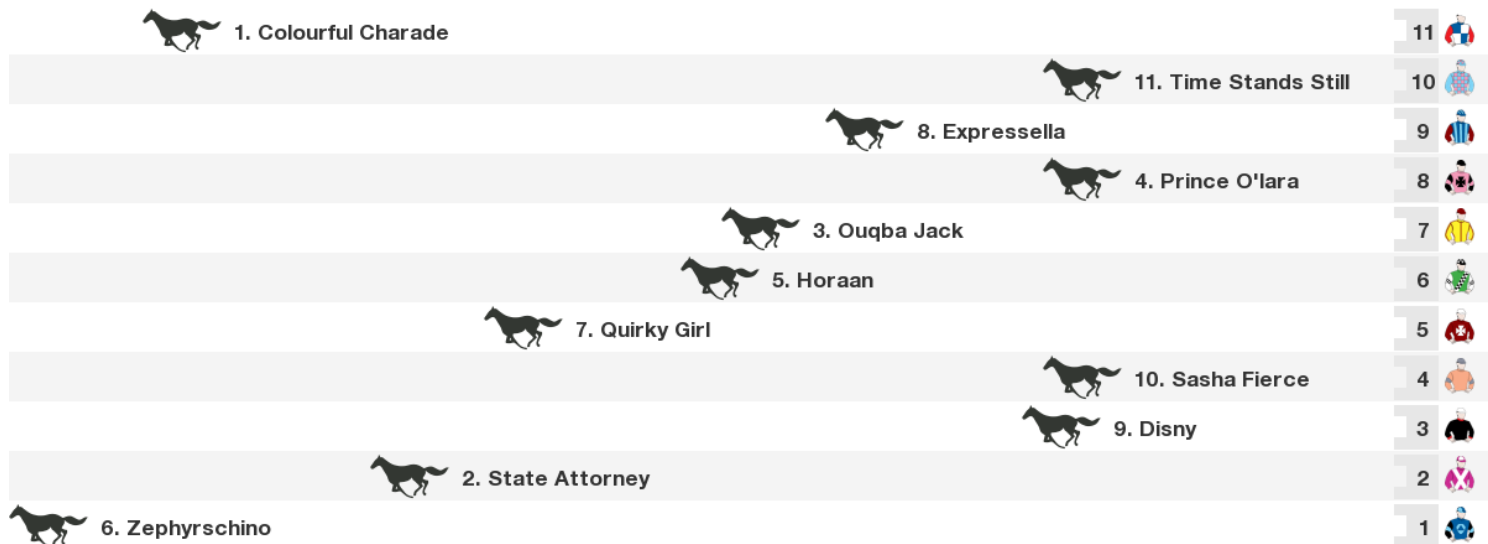 1. Colourful Charade 11
11. Time Stands Still 10
8. Expressella 9
4. Prince O'lara 8
3. Ouqba Jack 7
5. Horaan 6
7. Quirky Girl 5
10. Sasha Fierce 4
9. Disny 3
2. State Attorney 2
6. Zephyrschino 1